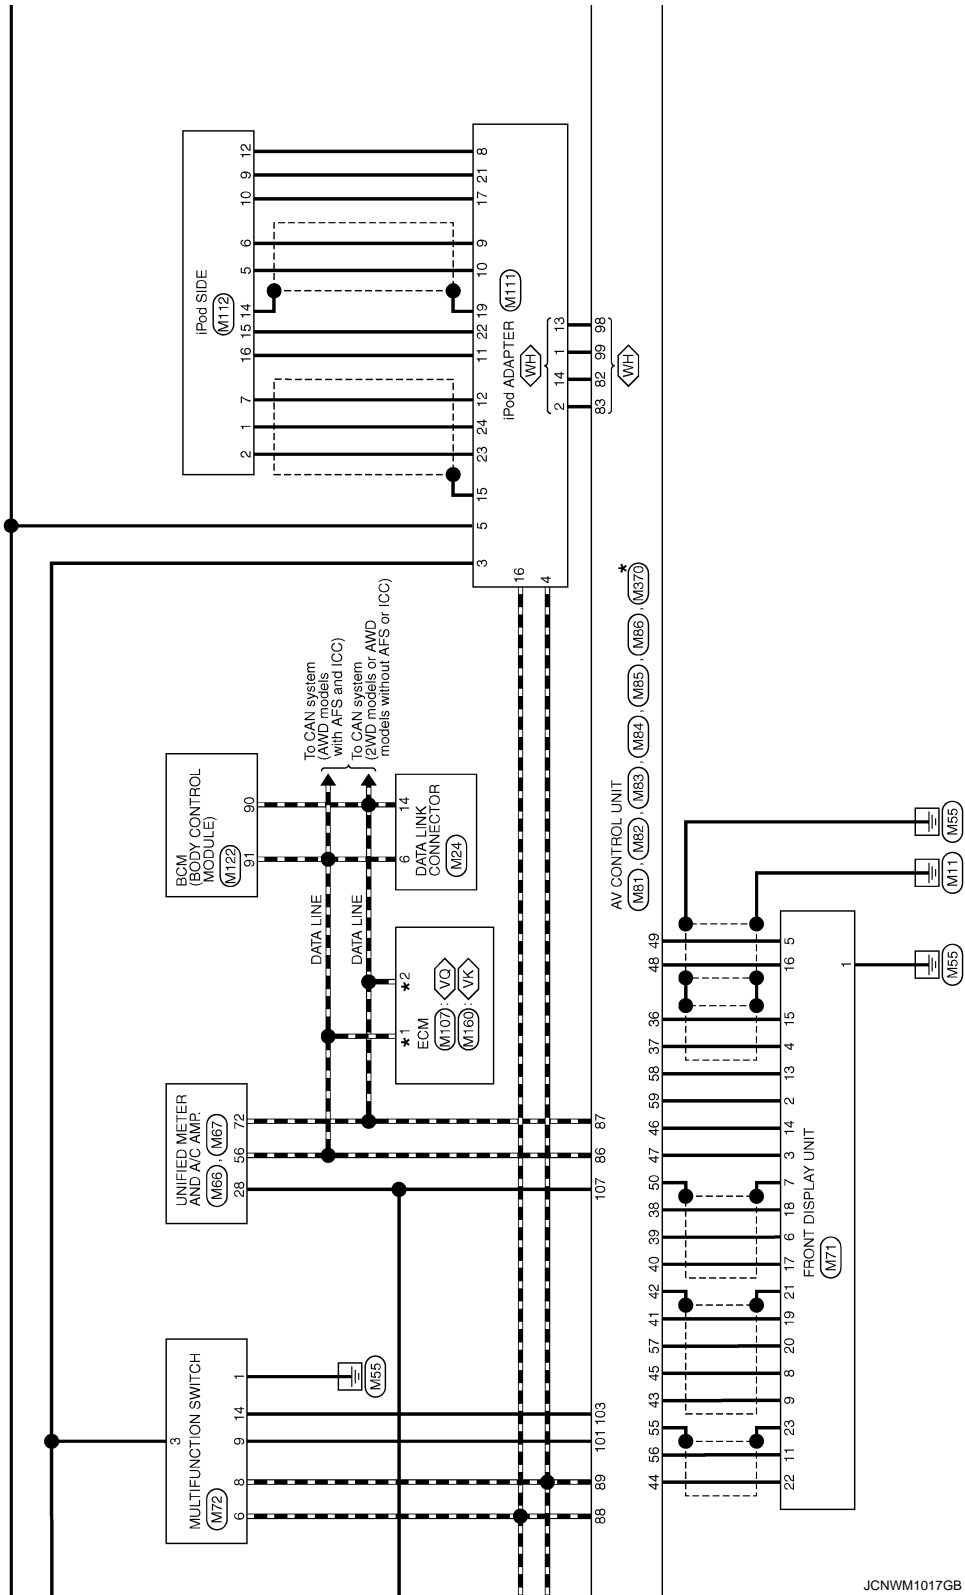 12 9 10 6 5 14 15 16 7 1 2
iPod SIDE
M112
8 21 17 9 10 19 22 11 12 24 23 15 5 3
iPod ADAPTER
M111
WH
13 1 14 2
98 99 82 83
WH
16
4
BCM
(BODY CONTROL
MODULE)
M122
90
91
To CAN system
(AWD models
with AFS and ICC)
To CAN system
(2WD models or AWD
models without AFS or ICC)
14
6
DATA LINK
CONNECTOR
M24
DATA LINE
DATA LINE
*2
*1
ECM
M107 : VQ
M160 : VK
UNIFIED METER
AND A/C AMP.
M66 , M67
72
56
28
87
86
107
MULTIFUNCTION SWITCH
M72
3
1
14
9
8
6
M55
103
101
89
88
AV CONTROL UNIT
M81 , M82 , M83 , M84 , M85 , M86 , M370
*
49 48 36 37 58 59 46 47 50 38 39 40 42 41 57 45 43 55 56 44
5 16 15 4 13 2 14 3 7 18 6 17 21 19 20 8 9 23 11 22
FRONT DISPLAY UNIT
M71
1
M55
M11
M55
JCNWM1017GB